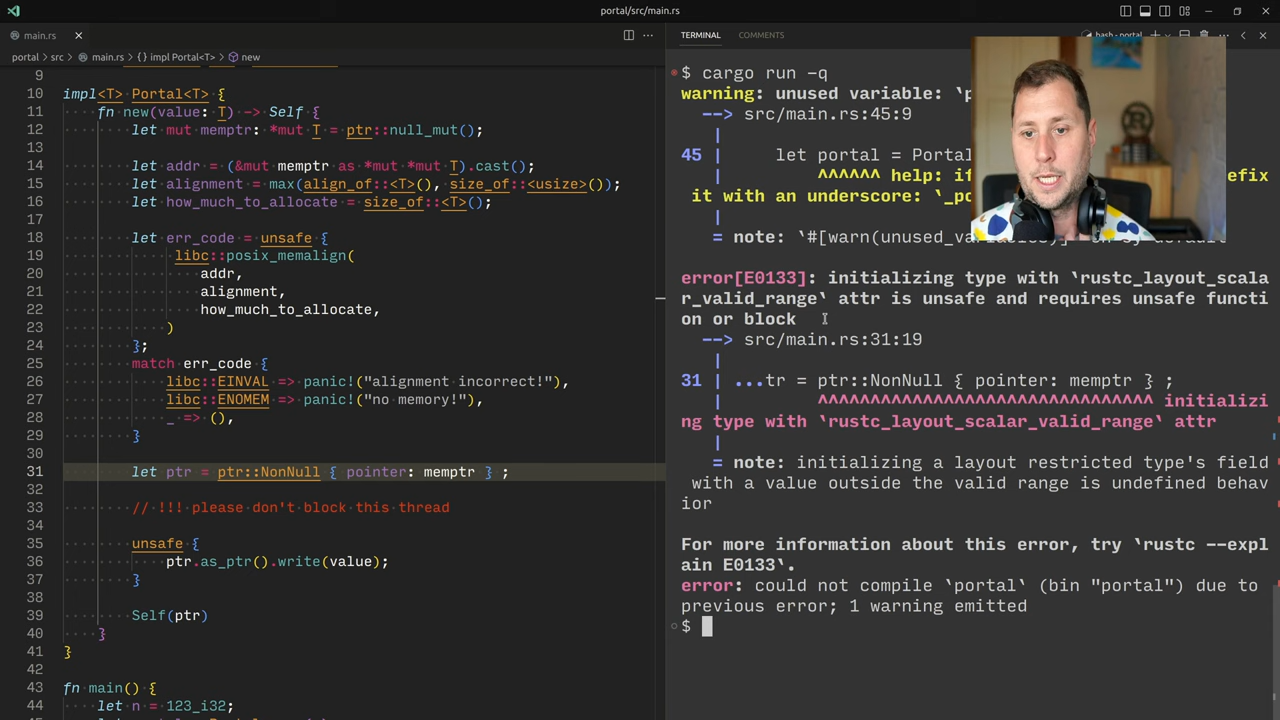 portal/src/main.rs
main.rs
portal > src > main.rs > {} impl Portal<T> > new
9
10 impl<T> Portal<T> {
11 fn new(value: T) -> Self {
12 let mut memptr: *mut T = ptr::null_mut();
13
14 let addr = (&mut memptr as *mut *mut T).cast();
15 let alignment = max(align_of::<T>(), size_of::<usize>());
16 let how_much_to_allocate = size_of::<T>();
17
18 let err_code = unsafe {
19 libc::posix_memalign(
20 addr,
21 alignment,
22 how_much_to_allocate,
23 )
24 };
25 match err_code {
26 libc::EINVAL => panic!("alignment incorrect!"),
27 libc::ENOMEM => panic!("no memory!"),
28 _ => (),
29 }
30
31 let ptr = ptr::NonNull { pointer: memptr } ;
32
33 // !!! please don't block this thread
34
35 unsafe {
36 ptr.as_ptr().write(value);
37 }
38
39 Self(ptr)
40 }
41 }
42
43 fn main() {
44 let n = 123_i32;
TERMINAL COMMENTS
bash - portal
$ cargo run -q
warning: unused variable: `p
--> src/main.rs:45:9
|
45 | let portal = Portal
| ^^^^^^ help: if efix
it with an underscore: `_po
|
= note: `#[warn(unused_variables)]`
error[E0133]: initializing type with `rustc_layout_scala
r_valid_range` attr is unsafe and requires unsafe functi
on or block
--> src/main.rs:31:19
|
31 | ...tr = ptr::NonNull { pointer: memptr } ;
| ^^^^^^^^^^^^^^^^^^^^^^^^^^^^^^^^ initializi
ng type with `rustc_layout_scalar_valid_range` attr
|
= note: initializing a layout restricted type's field
with a value outside the valid range is undefined behav
ior
For more information about this error, try `rustc --expl
ain E0133`.
error: could not compile `portal` (bin "portal") due to
previous error; 1 warning emitted
$